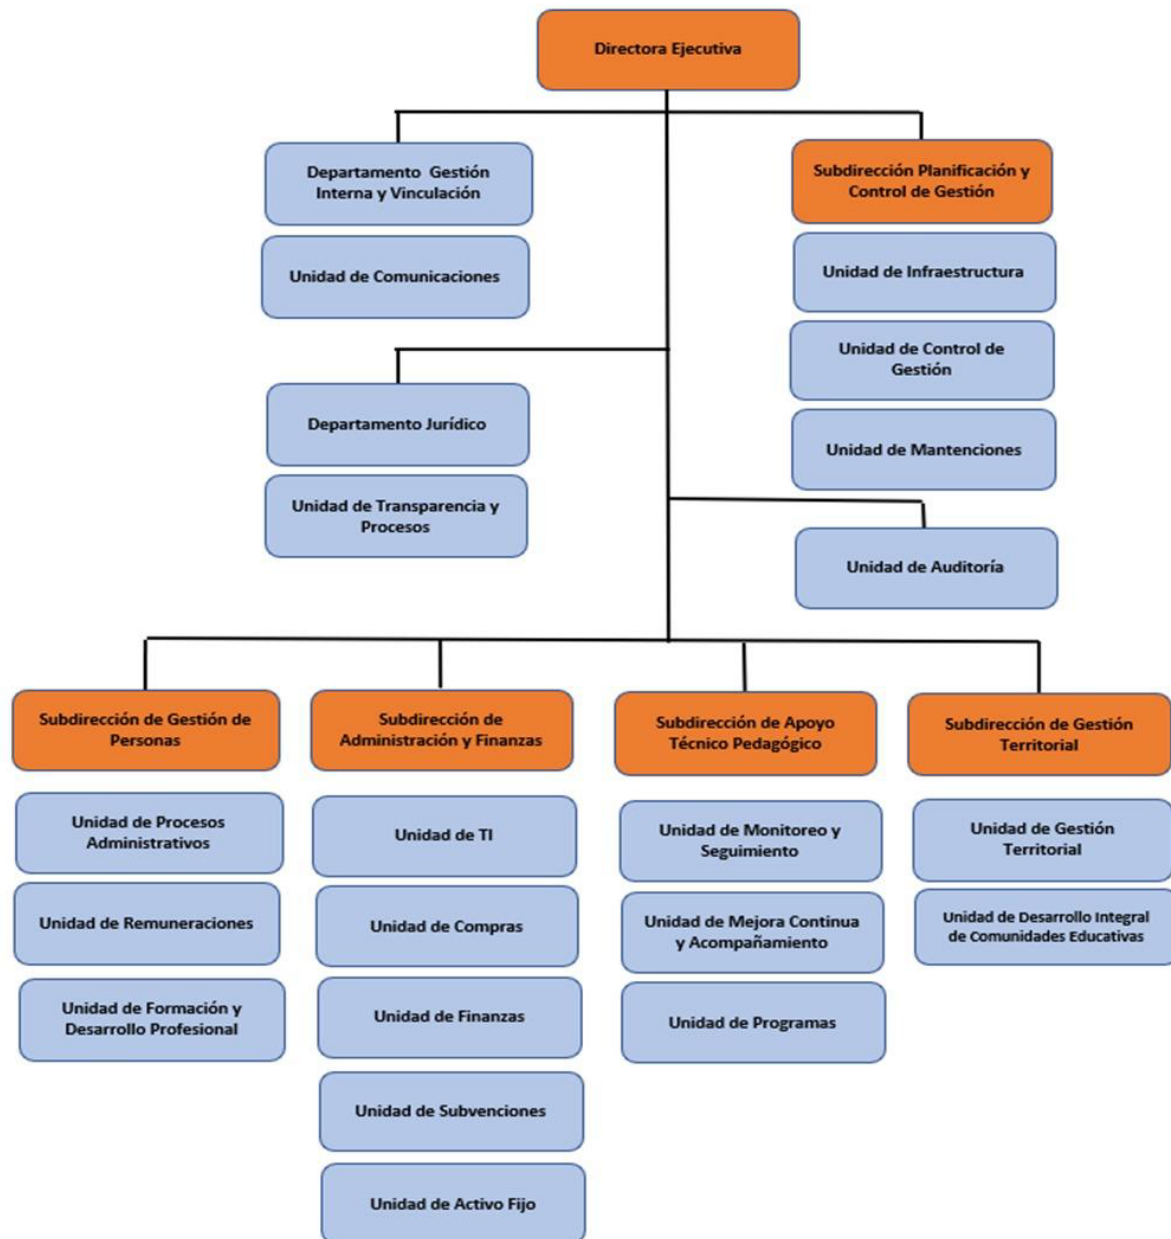 Directora Ejecutiva
Departamento Gestión
Interna y Vinculación
Subdirección Planificación y
Control de Gestión
Unidad de Comunicaciones
Unidad de Infraestructura
Unidad de Control de
Gestión
Departamento Jurídico
Unidad de Mantenciones
Unidad de Transparencia y
Procesos
Unidad de Auditoría
Subdirección de Gestión de
Personas
Unidad de Procesos
Administrativos
Unidad de Remuneraciones
Unidad de Formación y
Desarrollo Profesional
Subdirección de
Administración y Finanzas
Unidad de TI
Unidad de Compras
Unidad de Finanzas
Unidad de Subvenciones
Unidad de Activo Fijo
Subdirección de Apoyo
Técnico Pedagógico
Unidad de Monitoreo y
Seguimiento
Unidad de Mejora Continua
y Acompañamiento
Unidad de Programas
Subdirección de Gestión
Territorial
Unidad de Gestión
Territorial
Unidad de Desarrollo Integral
de Comunidades Educativas